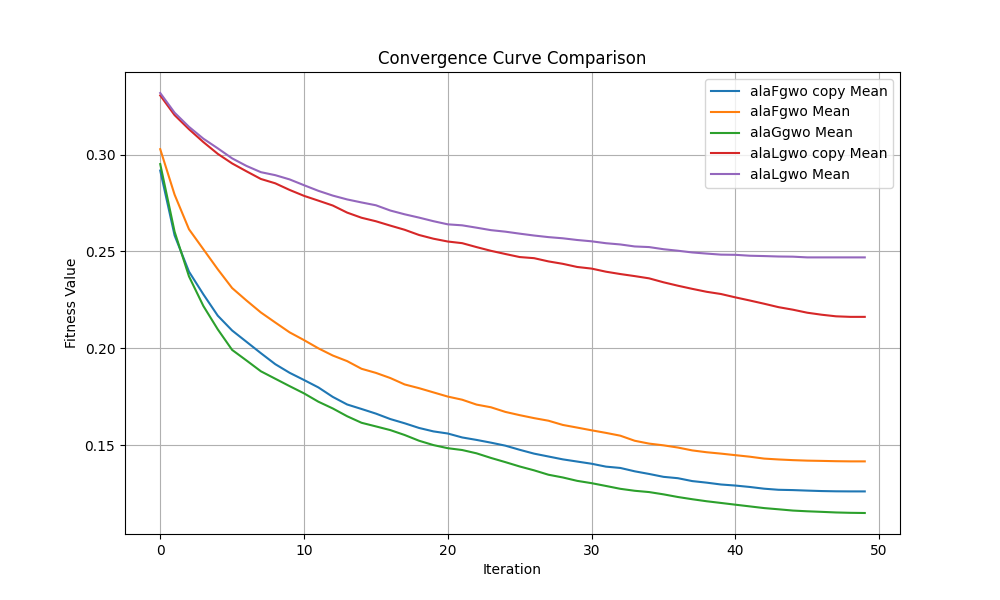 Convergence Curve Comparison
alaFgwo copy Mean
alaFgwo Mean
alaGgwo Mean
alaLgwo copy Mean
alaLgwo Mean
Fitness Value
0.30
0.25
0.20
0.15
0
10
20
30
40
50
Iteration